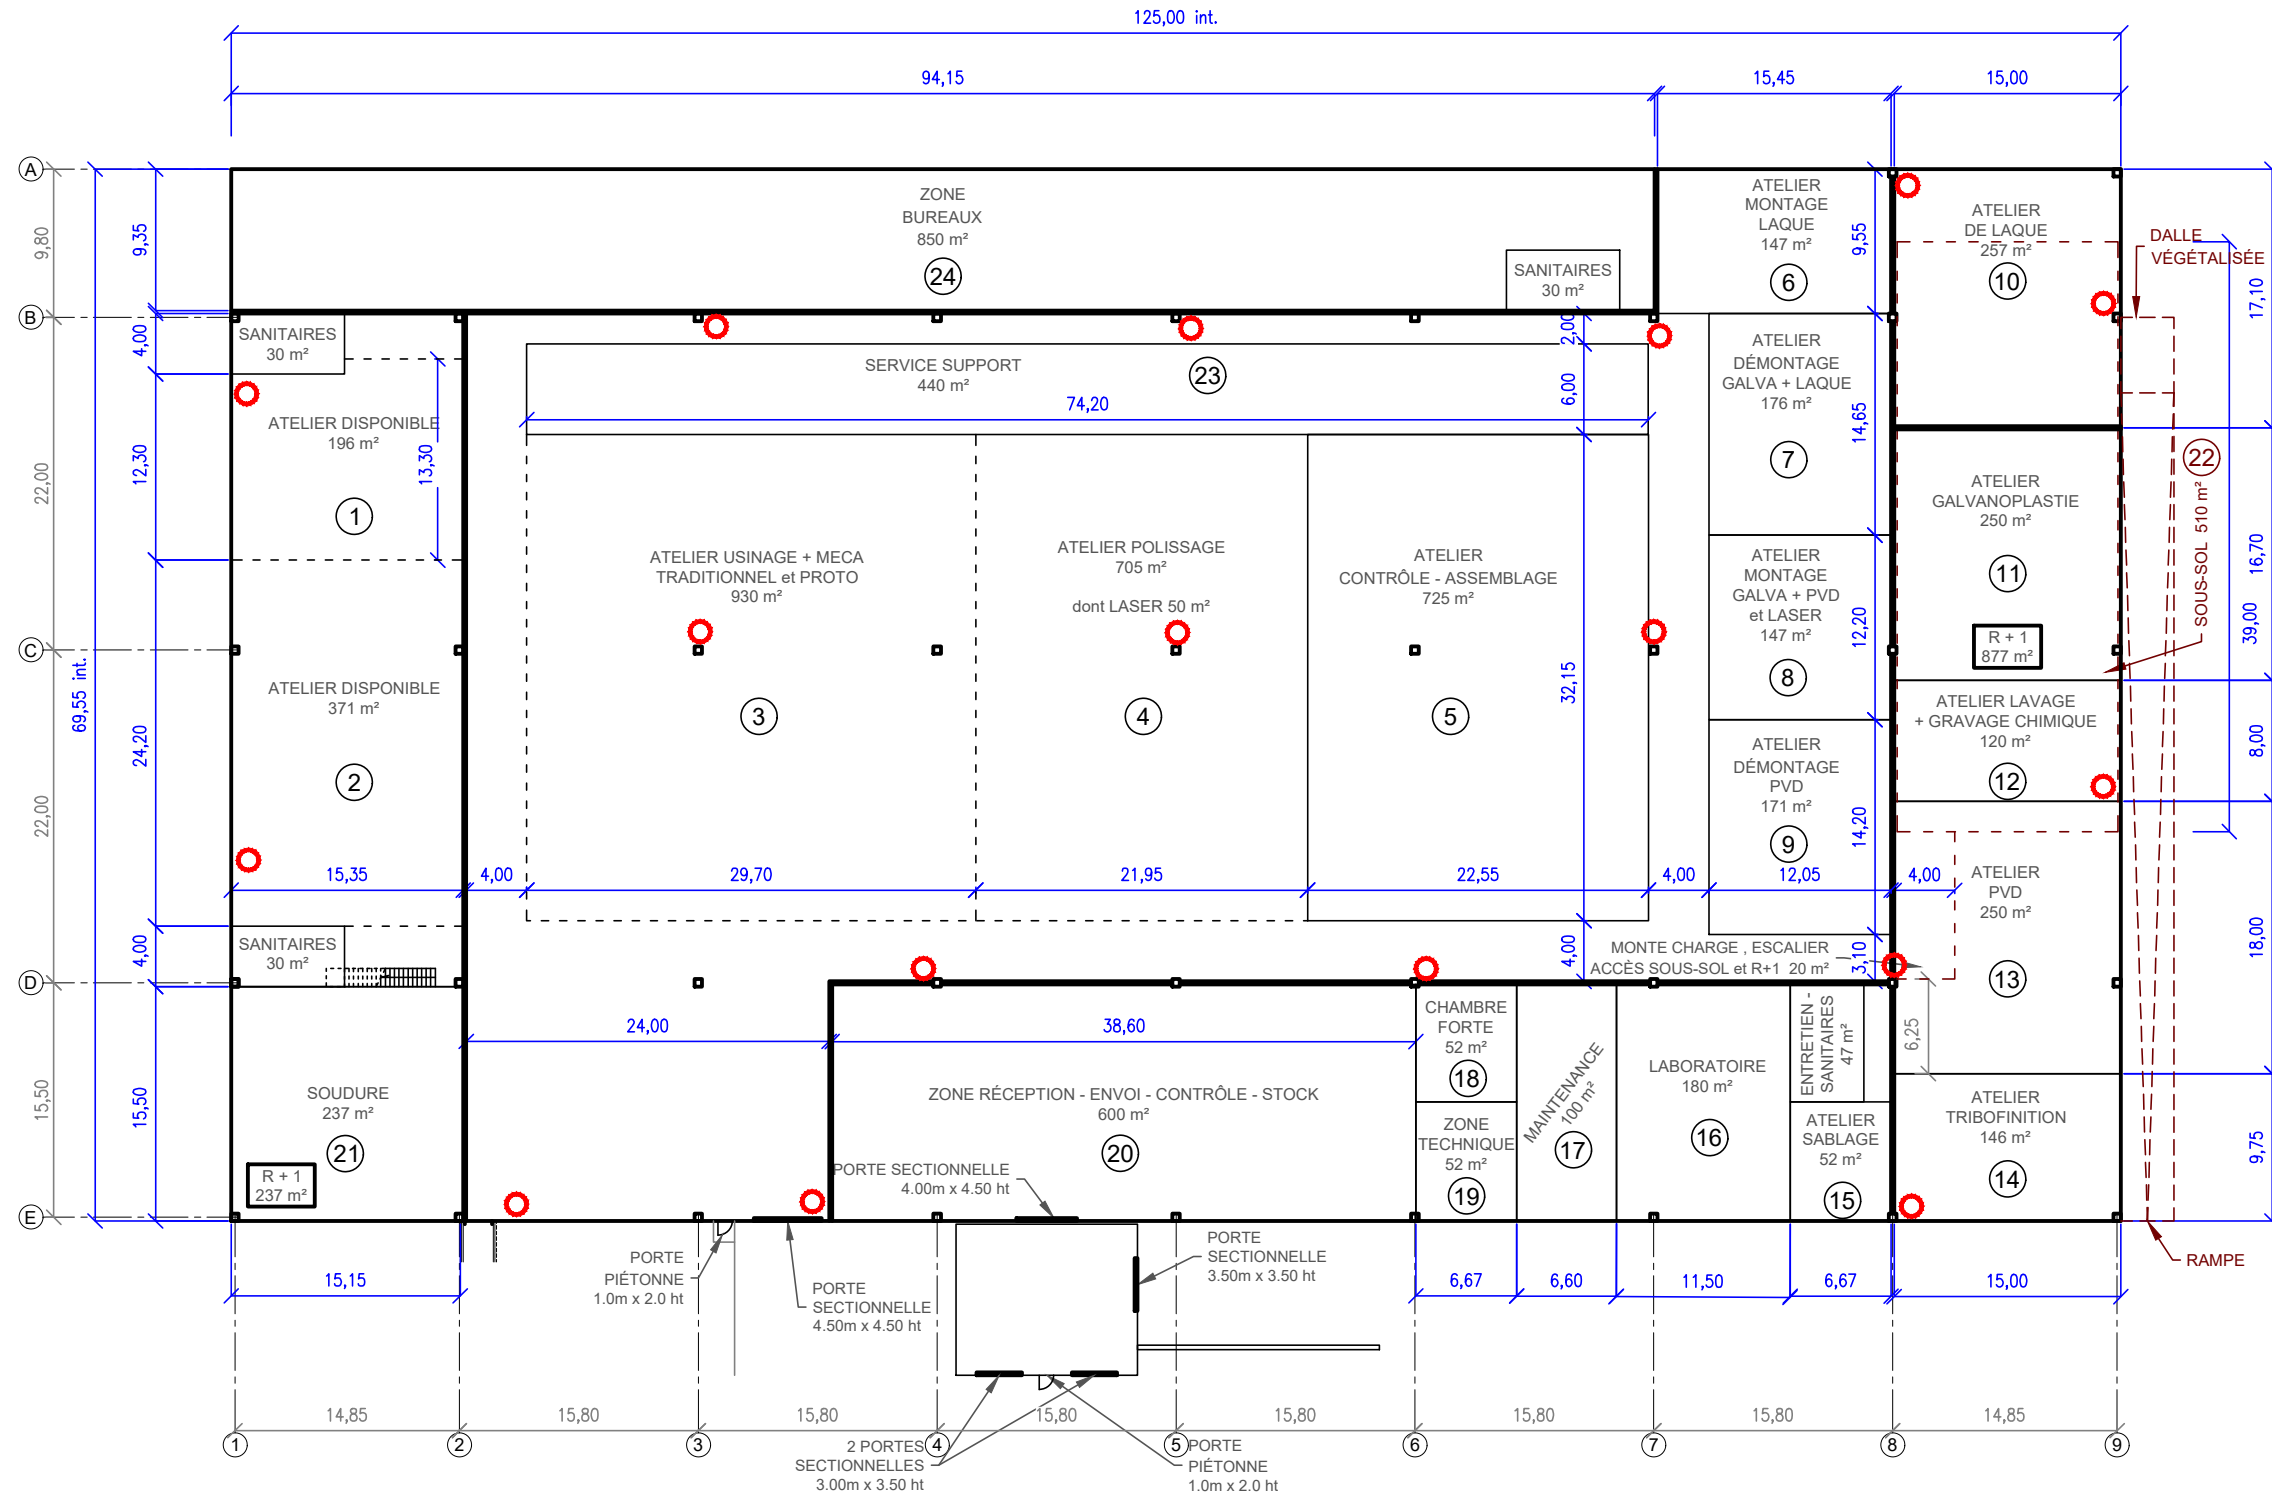 125,00 int.
94,15
15,45
15,00
A
B
C
D
E
9,80
22,00
22,00
15,50
69,55 int.
9,35
4,00
12,30
24,20
4,00
15,50
ZONE
BUREAUX
850 m²
24
SANITAIRES
30 m²
ATELIER
MONTAGE
LAQUE
147 m²
6
9,55
ATELIER
DE LAQUE
257 m²
10
DALLE
VÉGÉTALISÉE
17,10
SANITAIRES
30 m²
ATELIER DISPONIBLE
196 m²
13,30
1
SERVICE SUPPORT
440 m²
23
74,20
2,00
6,00
ATELIER
DÉMONTAGE
GALVA + LAQUE
176 m²
7
14,65
ATELIER
GALVANOPLASTIE
250 m²
11
R + 1
877 m²
22
SOUS-SOL 510 m²
16,70
39,00
ATELIER USINAGE + MECA
TRADITIONNEL et PROTO
930 m²
3
ATELIER POLISSAGE
705 m²
dont LASER 50 m²
4
ATELIER
CONTRÔLE - ASSEMBLAGE
725 m²
5
32,15
ATELIER
MONTAGE
GALVA + PVD
et LASER
147 m²
8
12,20
ATELIER DISPONIBLE
371 m²
2
ATELIER LAVAGE
+ GRAVAGE CHIMIQUE
120 m²
12
8,00
ATELIER
DÉMONTAGE
PVD
171 m²
9
14,20
15,35
4,00
29,70
21,95
22,55
4,00
12,05
4,00
ATELIER
PVD
250 m²
13
18,00
SANITAIRES
30 m²
4,00
MONTE CHARGE , ESCALIER
ACCÈS SOUS-SOL et R+1 20 m²
3,10
6,25
24,00
38,60
SOUDURE
237 m²
21
R + 1
237 m²
ZONE RÉCEPTION - ENVOI - CONTRÔLE - STOCK
600 m²
20
CHAMBRE
FORTE
52 m²
18
ZONE
TECHNIQUE
52 m²
19
MAINTENANCE
100 m²
17
LABORATOIRE
180 m²
16
ENTRETIEN -
SANITAIRES
47 m²
ATELIER
SABLAGE
52 m²
15
ATELIER
TRIBOFINITION
146 m²
14
9,75
PORTE SECTIONNELLE
4.00m x 4.50 ht
PORTE
PIÉTONNE
1.0m x 2.0 ht
PORTE
SECTIONNELLE
4.50m x 4.50 ht
PORTE
SECTIONNELLE
3.50m x 3.50 ht
RAMPE
15,15
6,67
6,60
11,50
6,67
15,00
14,85
15,80
15,80
15,80
15,80
15,80
15,80
14,85
1
2
3
4
5
6
7
8
9
2 PORTES
SECTIONNELLES
3.00m x 3.50 ht
PORTE
PIÉTONNE
1.0m x 2.0 ht